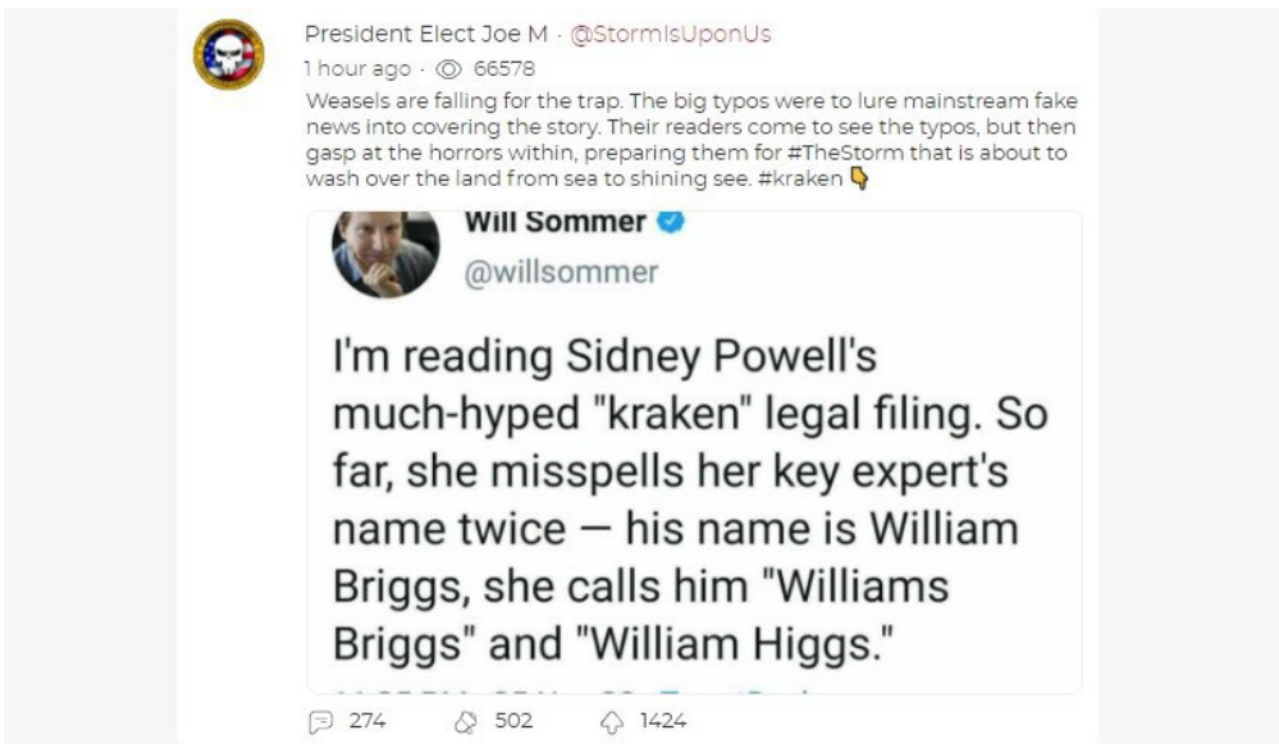 President Elect Joe M · @StormIsUponUs
1 hour ago · 66578
Weasels are falling for the trap. The big typos were to lure mainstream fake
news into covering the story. Their readers come to see the typos, but then
gasp at the horrors within, preparing them for #TheStorm that is about to
wash over the land from sea to shining see. #kraken 👇
Will Sommer
@willsommer
I'm reading Sidney Powell's
much-hyped "kraken" legal filing. So
far, she misspells her key expert's
name twice — his name is William
Briggs, she calls him "Williams
Briggs" and "William Higgs."
274 502 1424